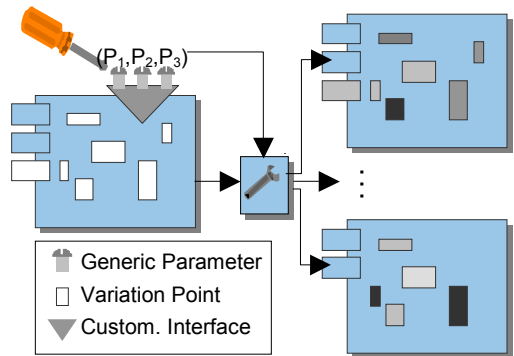 (P1,P2,P3)
Generic Parameter
Variation Point
Custom. Interface